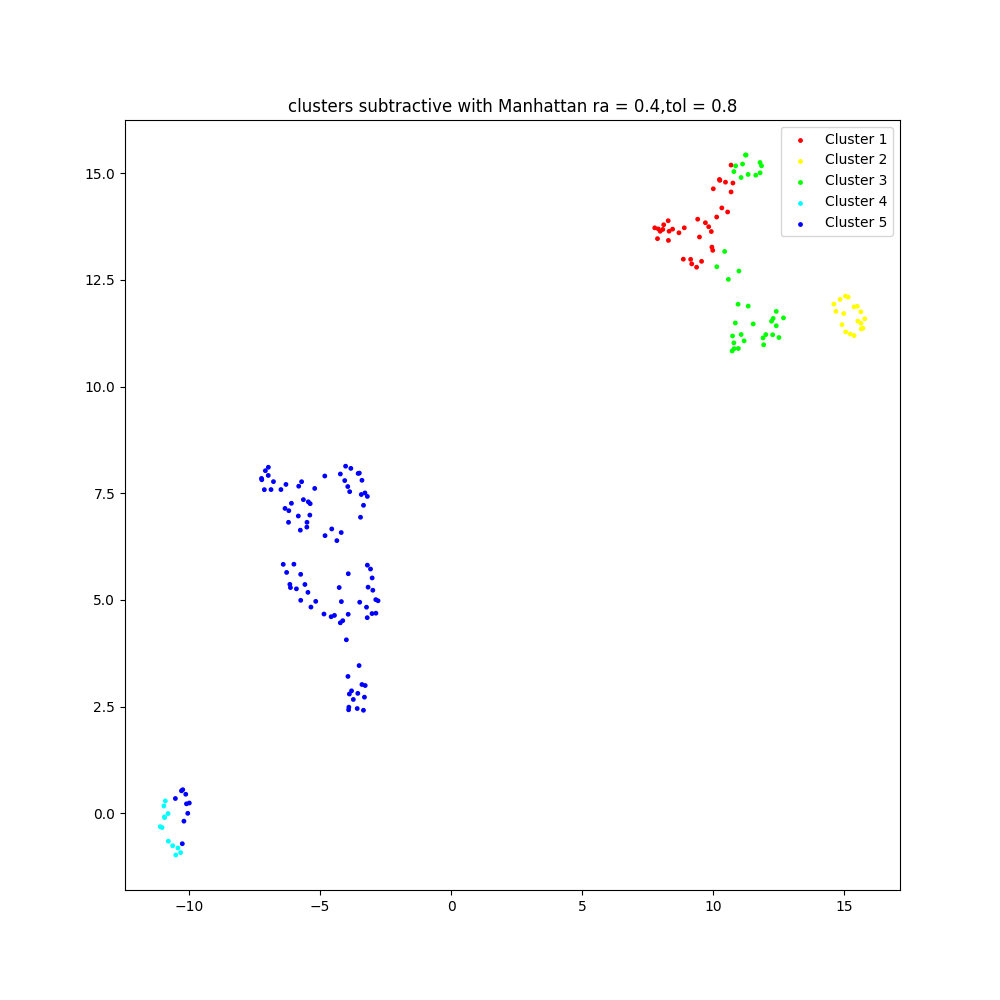 clusters subtractive with Manhattan ra = 0.4,tol = 0.8
Cluster 1
Cluster 2
Cluster 3
Cluster 4
Cluster 5
15.0
12.5
10.0
7.5
5.0
2.5
0.0
−10
−5
0
5
10
15